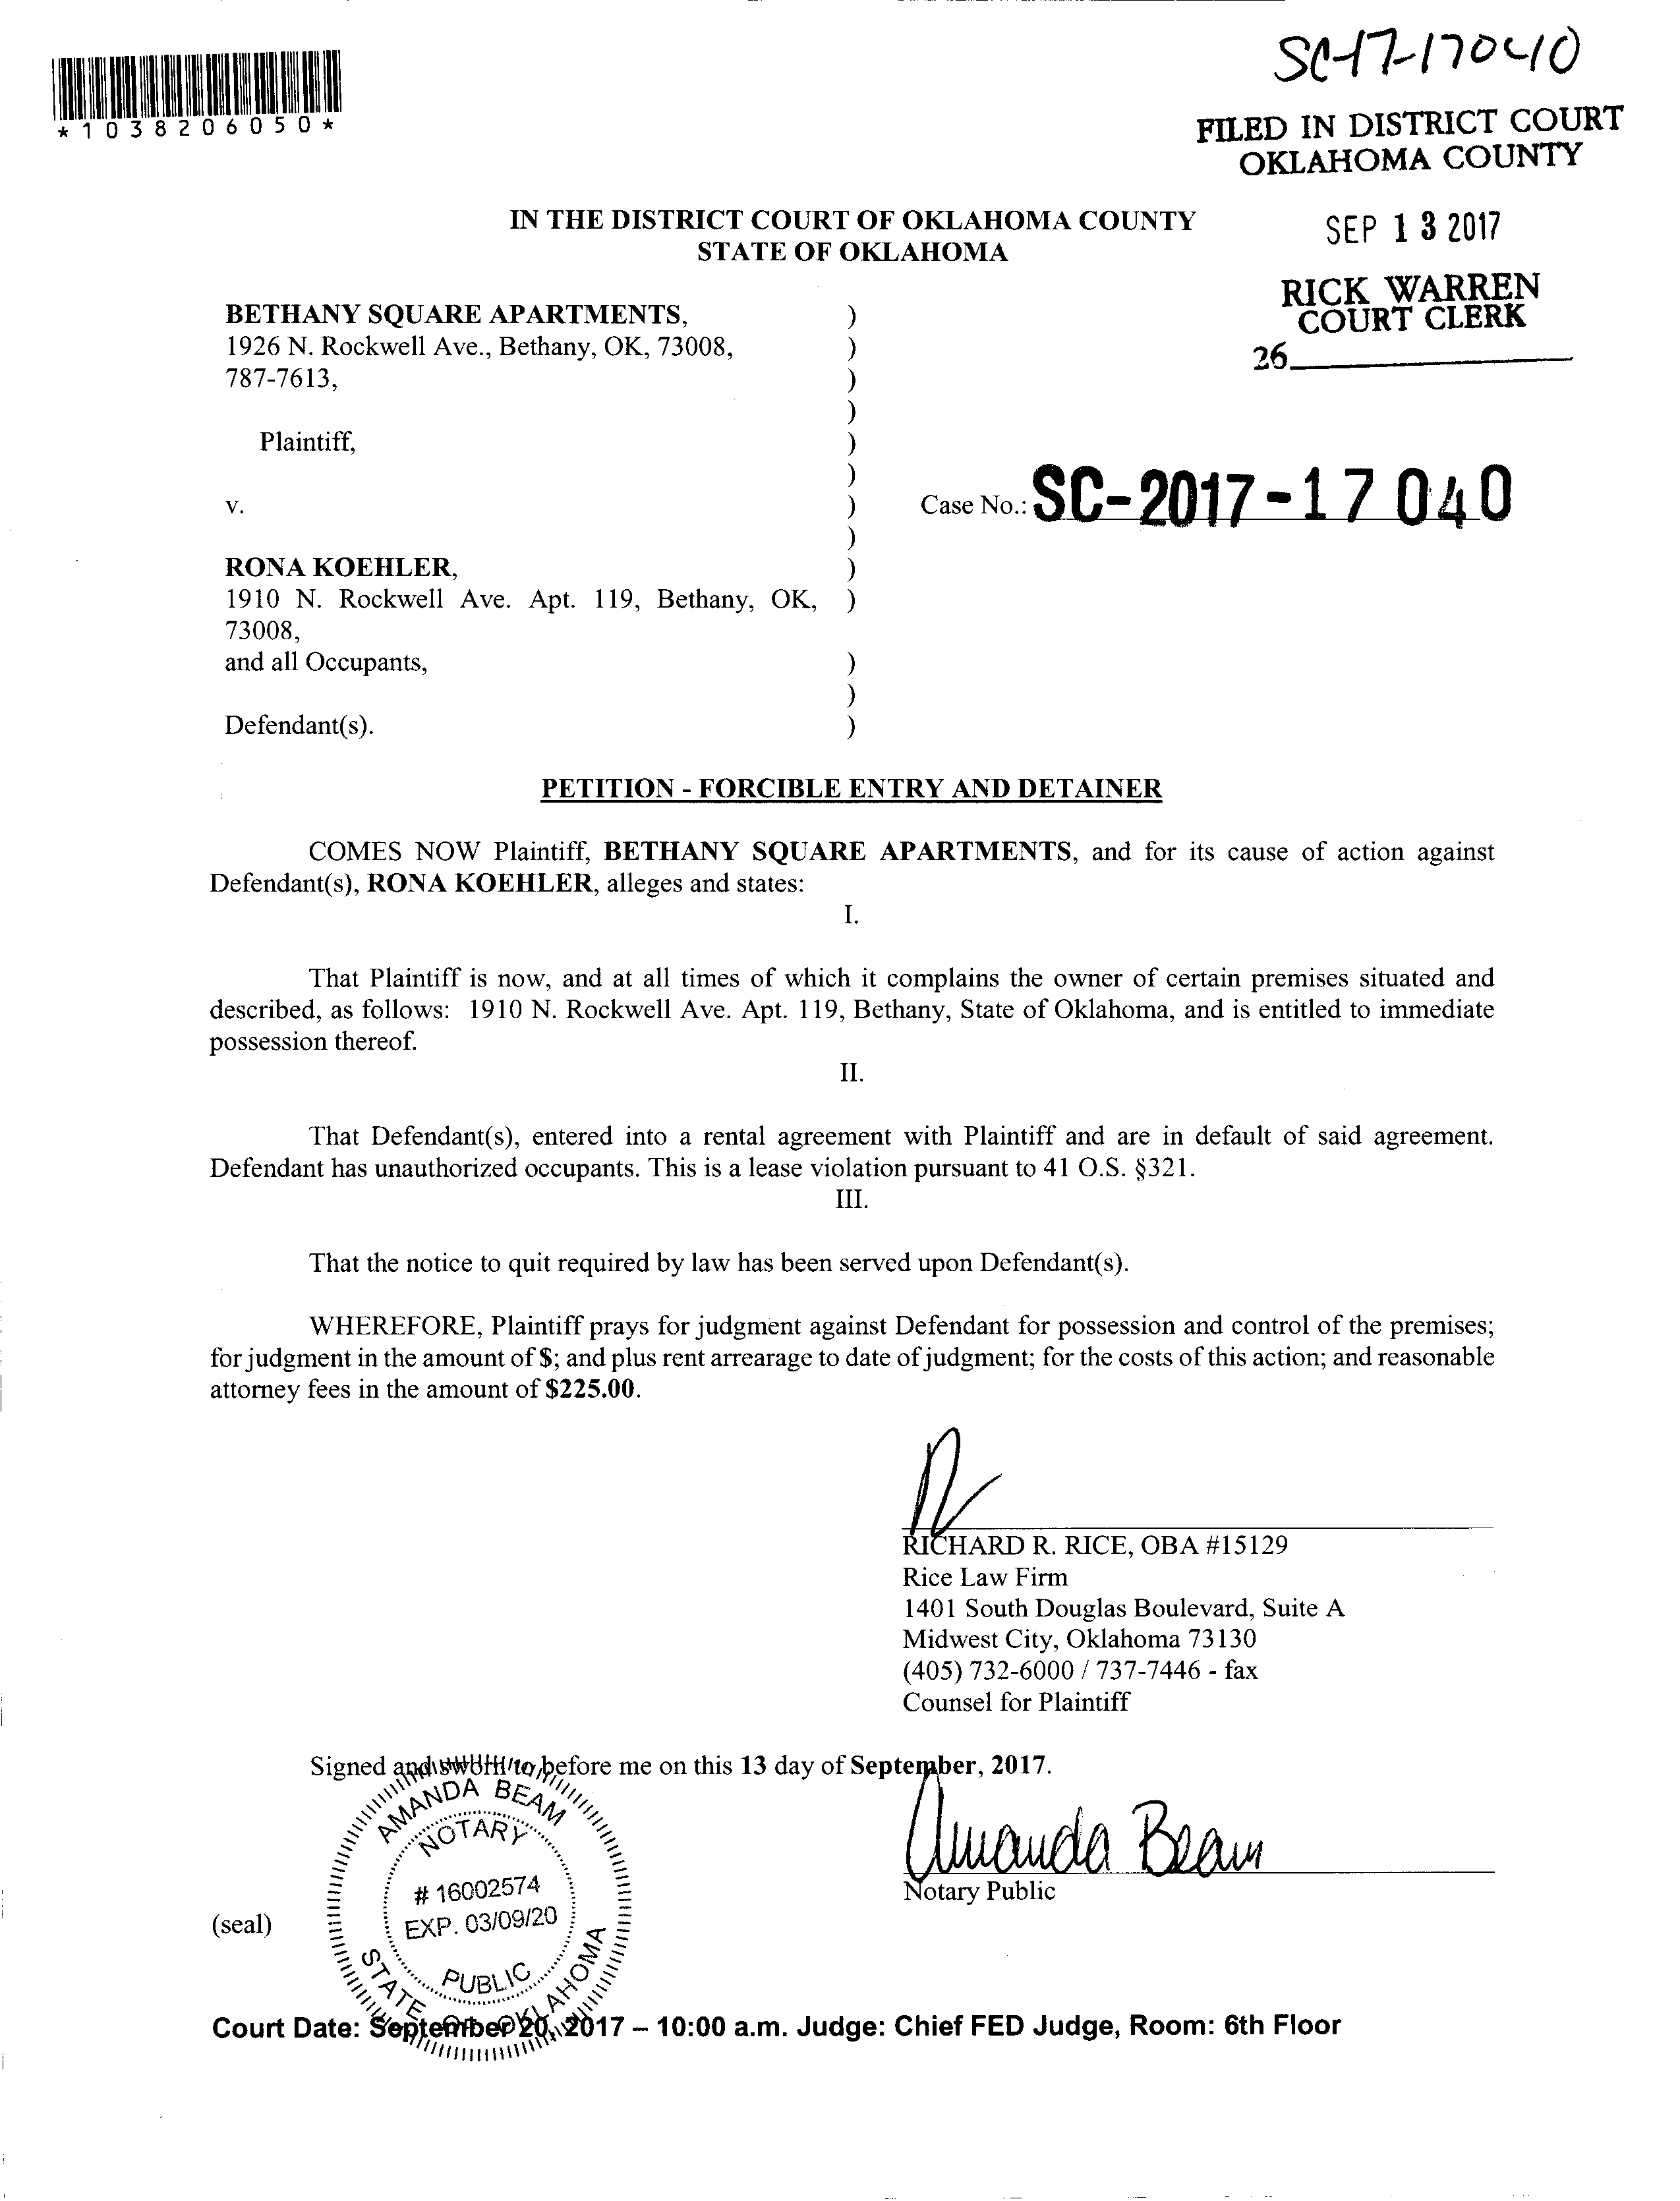 SC-17-17040
*1038206050*
FILED IN DISTRICT COURT
OKLAHOMA COUNTY
IN THE DISTRICT COURT OF OKLAHOMA COUNTY
STATE OF OKLAHOMA
SEP 13 2017
RICK WARREN
COURT CLERK
26
BETHANY SQUARE APARTMENTS, )
1926 N. Rockwell Ave., Bethany, OK, 73008, )
787-7613, )
)
Plaintiff, )
)
v. ) Case No.: SC-2017-17040
)
RONA KOEHLER, )
1910 N. Rockwell Ave. Apt. 119, Bethany, OK, )
73008,
and all Occupants, )
)
Defendant(s). )
PETITION - FORCIBLE ENTRY AND DETAINER
COMES NOW Plaintiff, BETHANY SQUARE APARTMENTS, and for its cause of action against
Defendant(s), RONA KOEHLER, alleges and states:
I.
That Plaintiff is now, and at all times of which it complains the owner of certain premises situated and
described, as follows: 1910 N. Rockwell Ave. Apt. 119, Bethany, State of Oklahoma, and is entitled to immediate
possession thereof.
II.
That Defendant(s), entered into a rental agreement with Plaintiff and are in default of said agreement.
Defendant has unauthorized occupants. This is a lease violation pursuant to 41 O.S. §321.
III.
That the notice to quit required by law has been served upon Defendant(s).
WHEREFORE, Plaintiff prays for judgment against Defendant for possession and control of the premises;
for judgment in the amount of $; and plus rent arrearage to date of judgment; for the costs of this action; and reasonable
attorney fees in the amount of $225.00.
RICHARD R. RICE, OBA #15129
Rice Law Firm
1401 South Douglas Boulevard, Suite A
Midwest City, Oklahoma 73130
(405) 732-6000 / 737-7446 - fax
Counsel for Plaintiff
Signed and sworn to before me on this 13 day of September, 2017.
AMANDA BEAM
NOTARY
# 16002574
EXP. 03/09/20
PUBLIC
STATE OF OKLAHOMA
Amanda Beam
Notary Public
(seal)
Court Date: September 20, 2017 – 10:00 a.m. Judge: Chief FED Judge, Room: 6th Floor